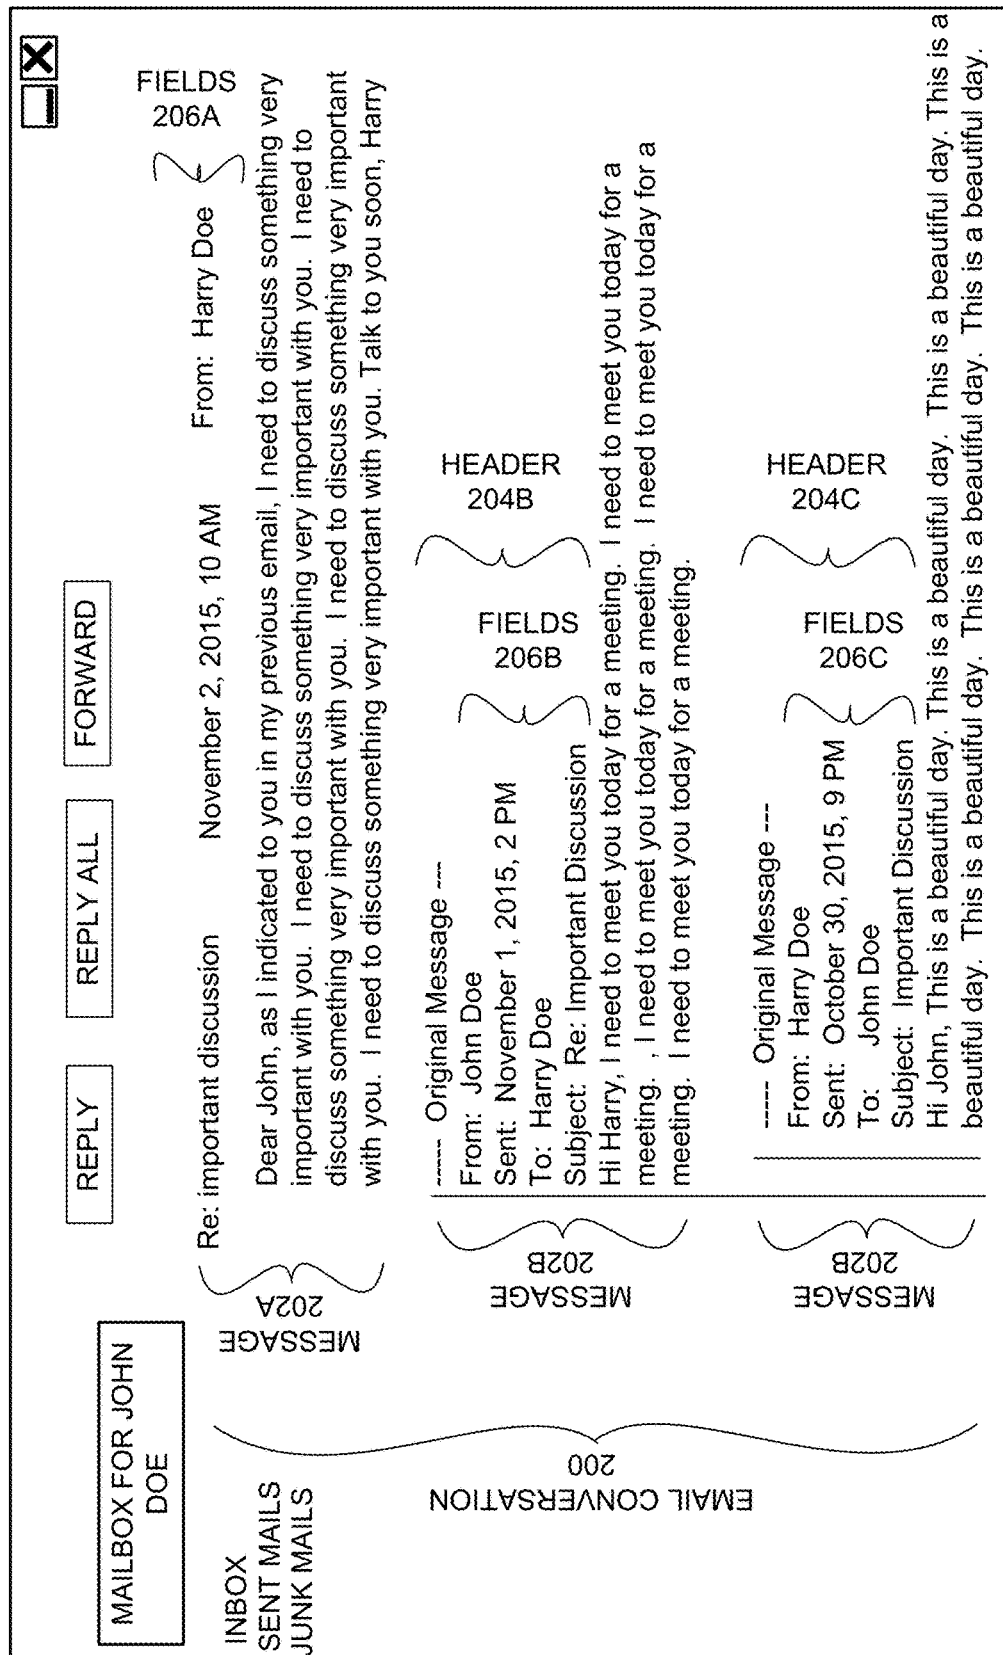 MAILBOX FOR JOHN
DOE
REPLY
REPLY ALL
FORWARD
INBOX
SENT MAILS
JUNK MAILS
EMAIL CONVERSATION
200
MESSAGE
202A
Re: important discussion November 2, 2015, 10 AM From: Harry Doe
FIELDS
206A
Dear John, as I indicated to you in my previous email, I need to discuss something very
important with you. I need to discuss something very important with you. I need to
discuss something very important with you. I need to discuss something very important
with you. I need to discuss something very important with you. Talk to you soon, Harry
MESSAGE
202B
----- Original Message ---
From: John Doe
Sent: November 1, 2015, 2 PM
To: Harry Doe
Subject: Re: Important Discussion
FIELDS
206B
HEADER
204B
Hi Harry, I need to meet you today for a meeting. I need to meet you today for a
meeting. , I need to meet you today for a meeting. I need to meet you today for a
meeting. I need to meet you today for a meeting.
MESSAGE
202B
----- Original Message ---
From: Harry Doe
Sent: October 30, 2015, 9 PM
To: John Doe
Subject: Important Discussion
FIELDS
206C
HEADER
204C
Hi John, This is a beautiful day. This is a beautiful day. This is a beautiful day. This is a
beautiful day. This is a beautiful day. This is a beautiful day. This is a beautiful day.